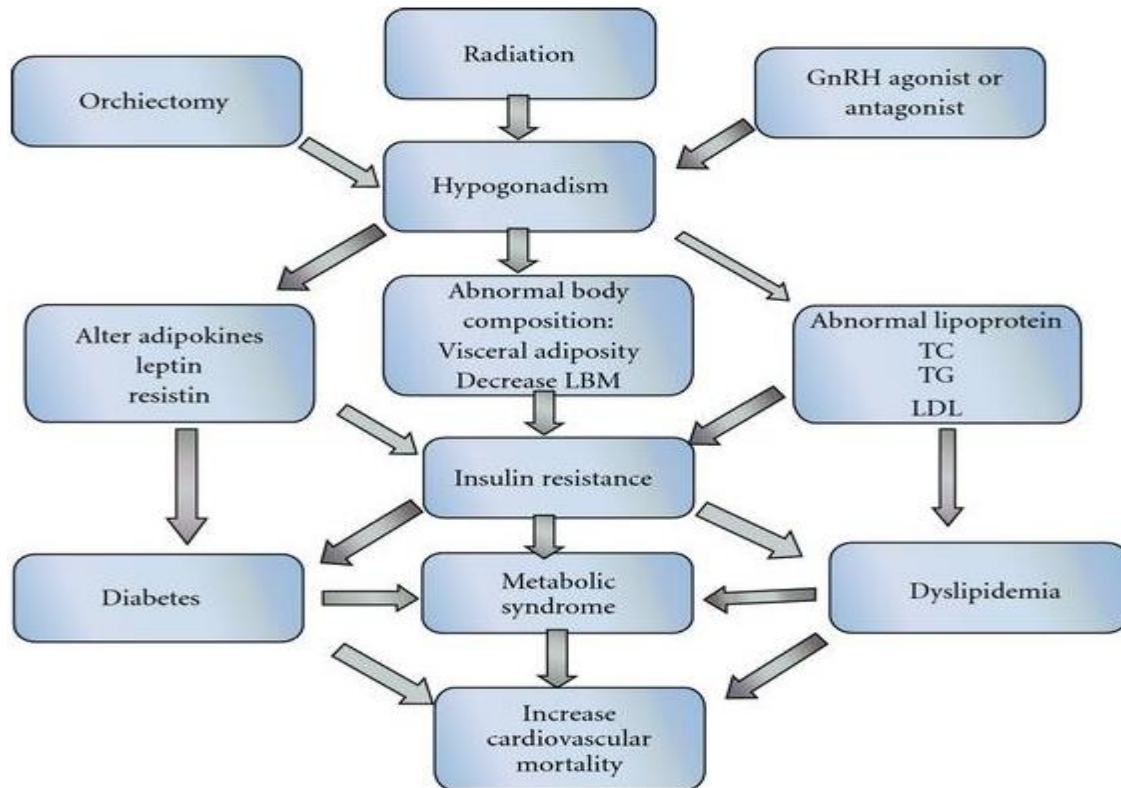 Radiation
Orchiectomy
GnRH agonist or
antagonist
Hypogonadism
Alter adipokines
leptin
resistin
Abnormal body
composition:
Visceral adiposity
Decrease LBM
Abnormal lipoprotein
TC
TG
LDL
Insulin resistance
Diabetes
Metabolic
syndrome
Dyslipidemia
Increase
cardiovascular
mortality